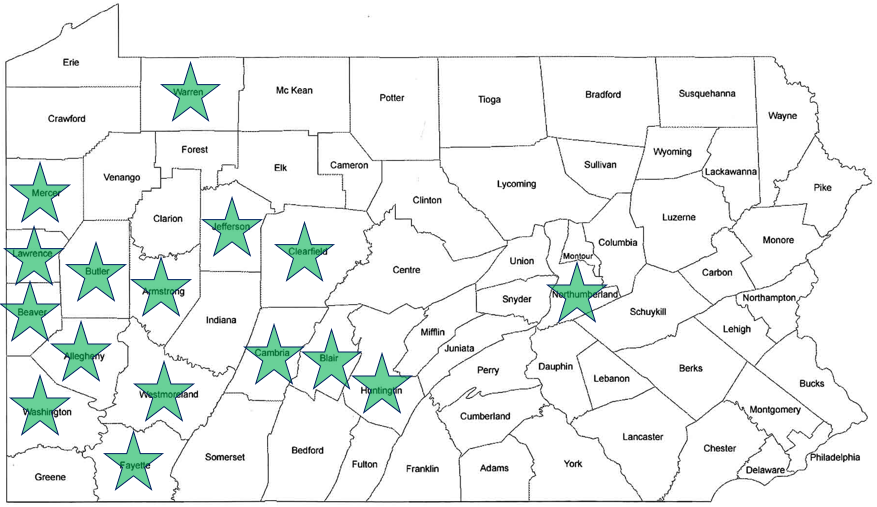 Erie
Warren
Mc Kean
Potter
Tioga
Bradford
Susquehanna
Wayne
Crawford
Forest
Elk
Cameron
Clinton
Lycoming
Sullivan
Wyoming
Lackawanna
Pike
Mercer
Venango
Clarion
Jefferson
Clearfield
Centre
Union
Montour
Columbia
Luzerne
Monore
Lawrence
Butler
Armstrong
Snyder
Northumberland
Carbon
Northampton
Beaver
Indiana
Mifflin
Juniata
Schuykill
Lehigh
Allegheny
Cambria
Blair
Huntingtin
Perry
Dauphin
Lebanon
Berks
Bucks
Washington
Westmoreland
Cumberland
Lancaster
Montgomery
Greene
Fayette
Somerset
Bedford
Fulton
Franklin
Adams
York
Chester
Delaware
Philadelphia